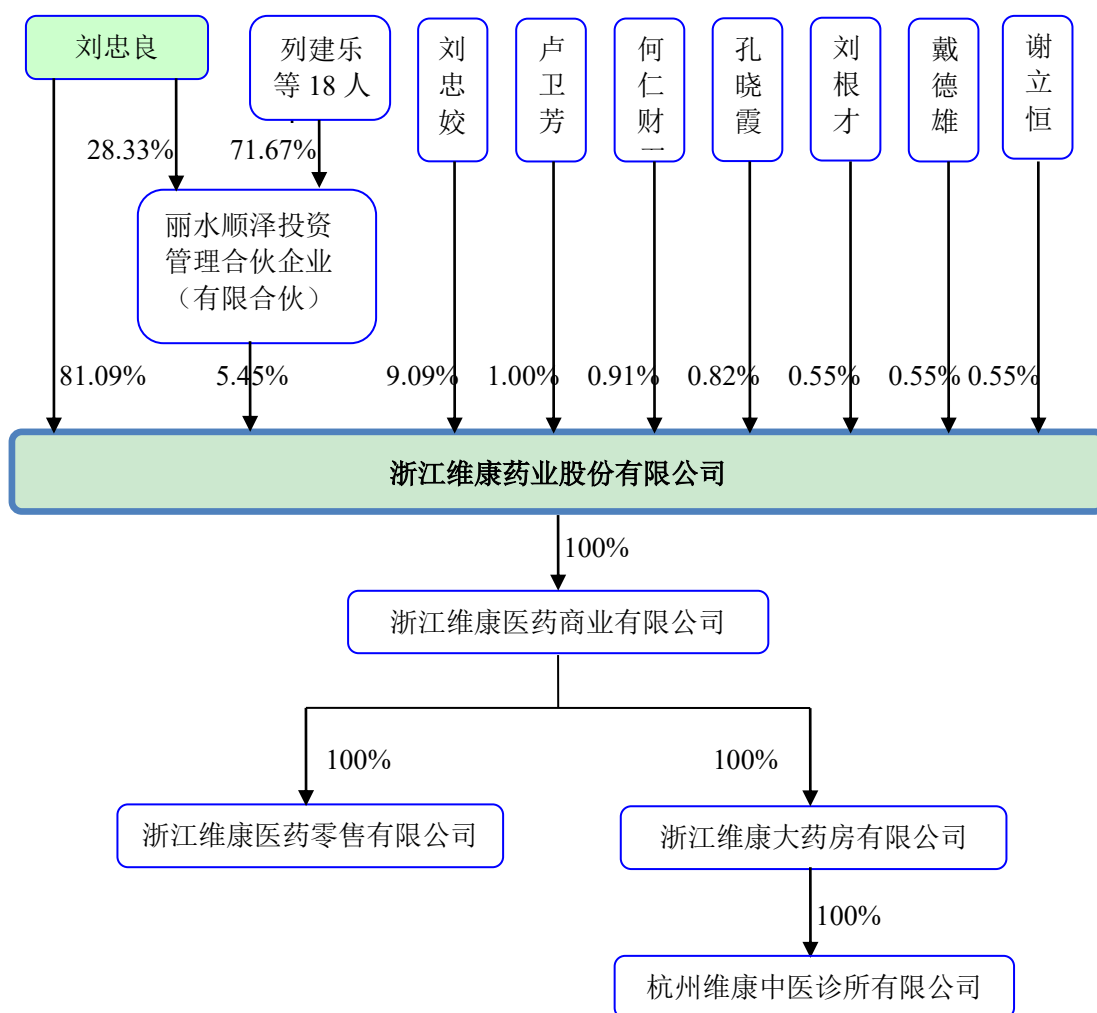 刘忠良
列建乐
等 18 人
刘
忠
姣
卢
卫
芳
何
仁
财
孔
晓
霞
刘
根
才
戴
德
雄
谢
立
恒
28.33%
71.67%
丽水顺泽投资
管理合伙企业
（有限合伙）
81.09%
5.45%
9.09%
1.00%
0.91%
0.82%
0.55%
0.55%
0.55%
浙江维康药业股份有限公司
100%
浙江维康医药商业有限公司
100%
100%
浙江维康医药零售有限公司
浙江维康大药房有限公司
100%
杭州维康中医诊所有限公司